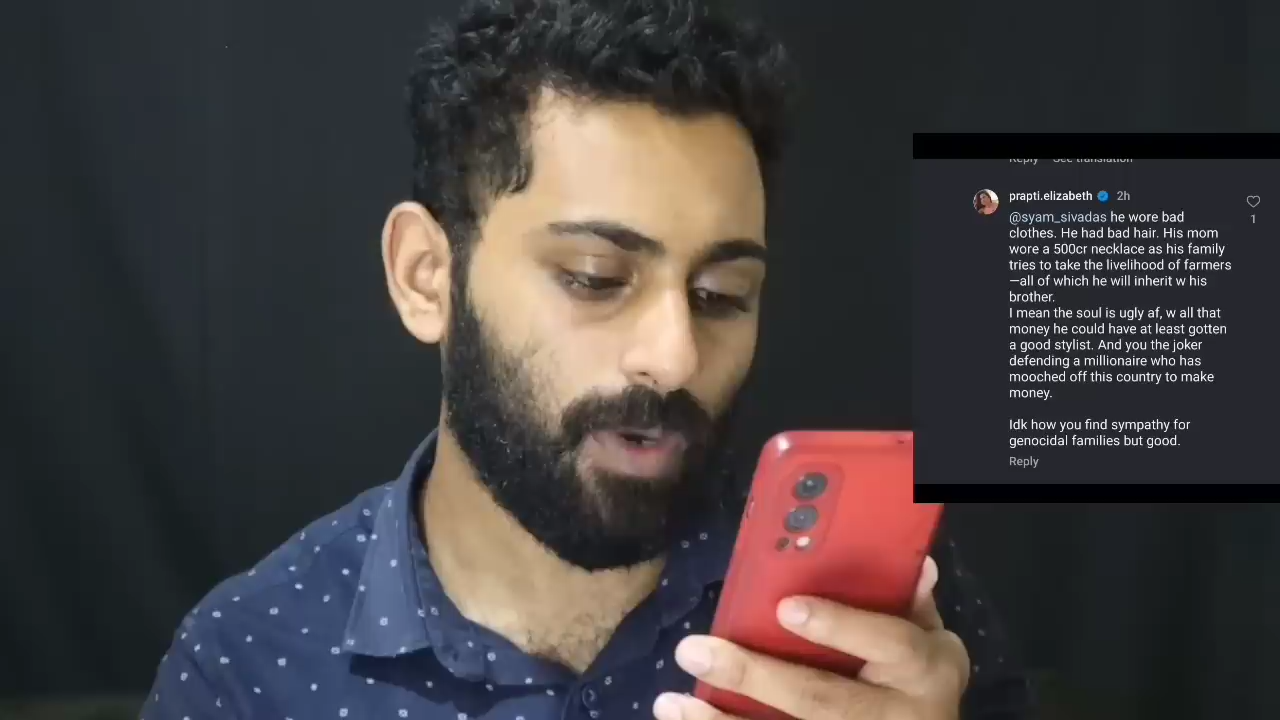 Reply See translation
prapti.elizabeth 2h
@syam_sivadas he wore bad
clothes. He had bad hair. His mom
wore a 500cr necklace as his family
tries to take the livelihood of farmers
—all of which he will inherit w his
brother.
I mean the soul is ugly af, w all that
money he could have at least gotten
a good stylist. And you the joker
defending a millionaire who has
mooched off this country to make
money.
Idk how you find sympathy for
genocidal families but good.
Reply
1